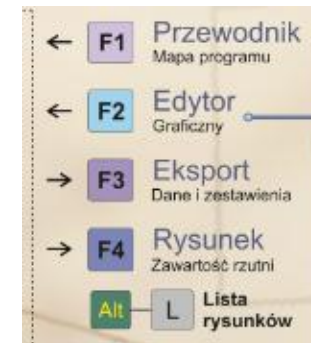 ← F1 Przewodnik
Mapa programu
← F2 Edytor
Graficzny
→ F3 Eksport
Dane i zestawienia
→ F4 Rysunek
Zawartość rzutni
Alt L Lista
rysunków